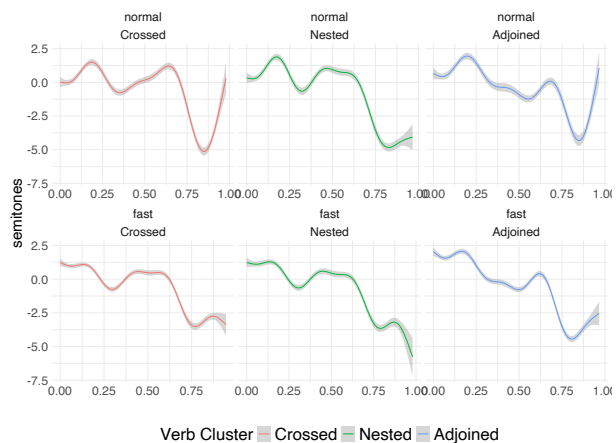 normal normal normal
Crossed Nested Adjoined
2.5
0.0
-2.5
-5.0
-7.5
0.00 0.25 0.50 0.75 1.00 0.00 0.25 0.50 0.75 1.00 0.00 0.25 0.50 0.75 1.00
semitones
fast fast fast
Crossed Nested Adjoined
2.5
0.0
-2.5
-5.0
-7.5
0.00 0.25 0.50 0.75 1.00 0.00 0.25 0.50 0.75 1.00 0.00 0.25 0.50 0.75 1.00
Verb Cluster Crossed Nested Adjoined